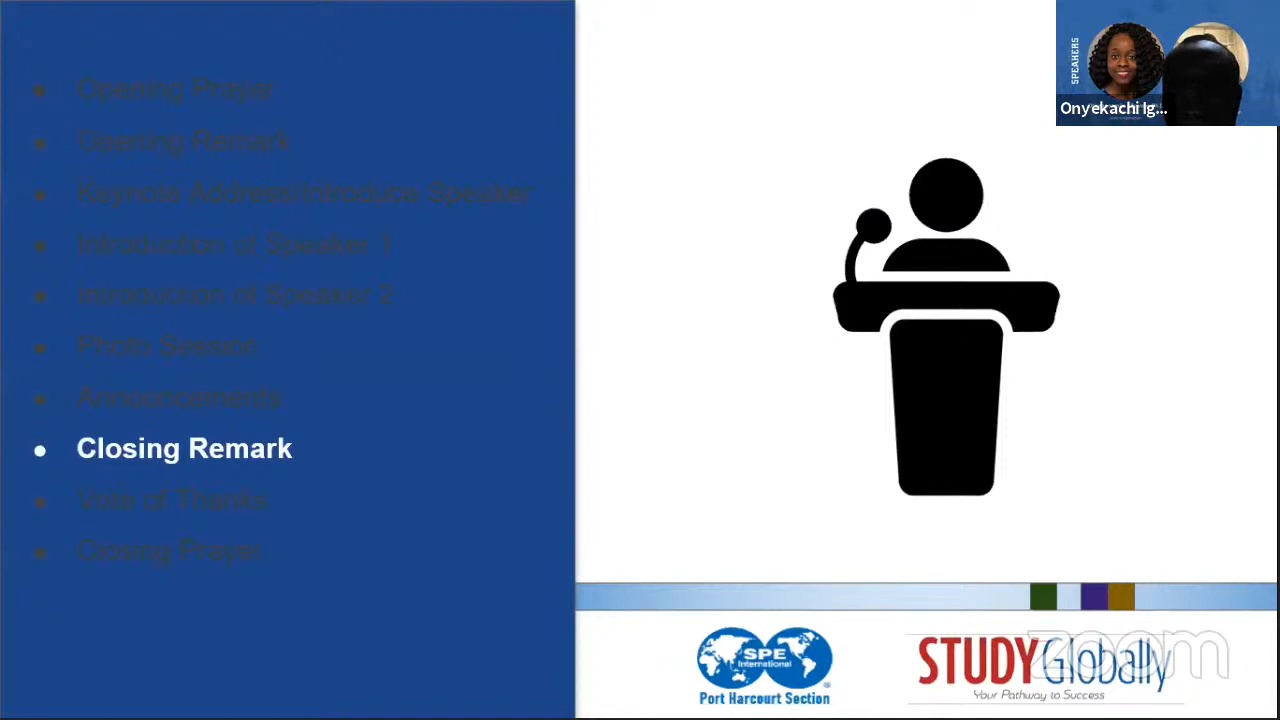 Opening Prayer
Opening Remark
Keynote Address/Introduce Speaker
Introduction of Speaker 1
Introduction of Speaker 2
Photo Session
Announcements
Closing Remark
Vote of Thanks
Closing Prayer
SPEAKERS
Onyekachi Ig...
SPE
International
Port Harcourt Section
STUDY Globally
Your Pathway to Success
zoom